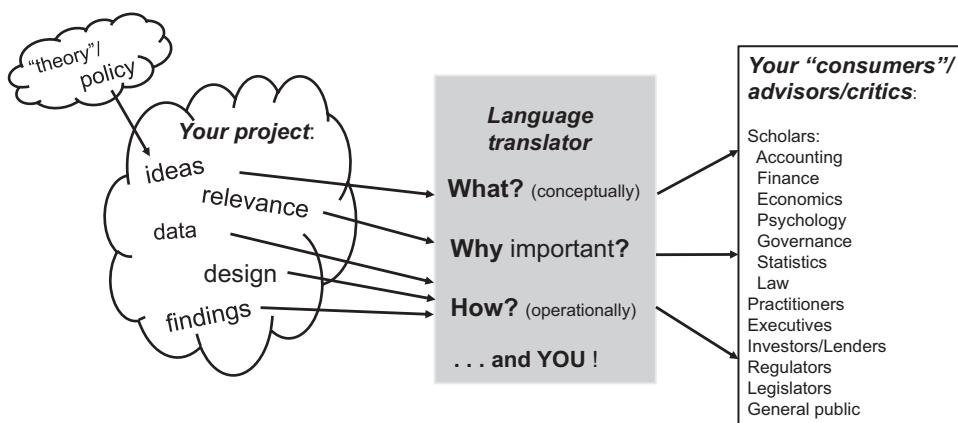 “theory”/
policy
Your project:
ideas
relevance
data
design
findings
Language
translator
What? (conceptually)
Why important?
How? (operationally)
. . . and YOU !
Your “consumers”/
advisors/critics:
Scholars:
Accounting
Finance
Economics
Psychology
Governance
Statistics
Law
Practitioners
Executives
Investors/Lenders
Regulators
Legislators
General public